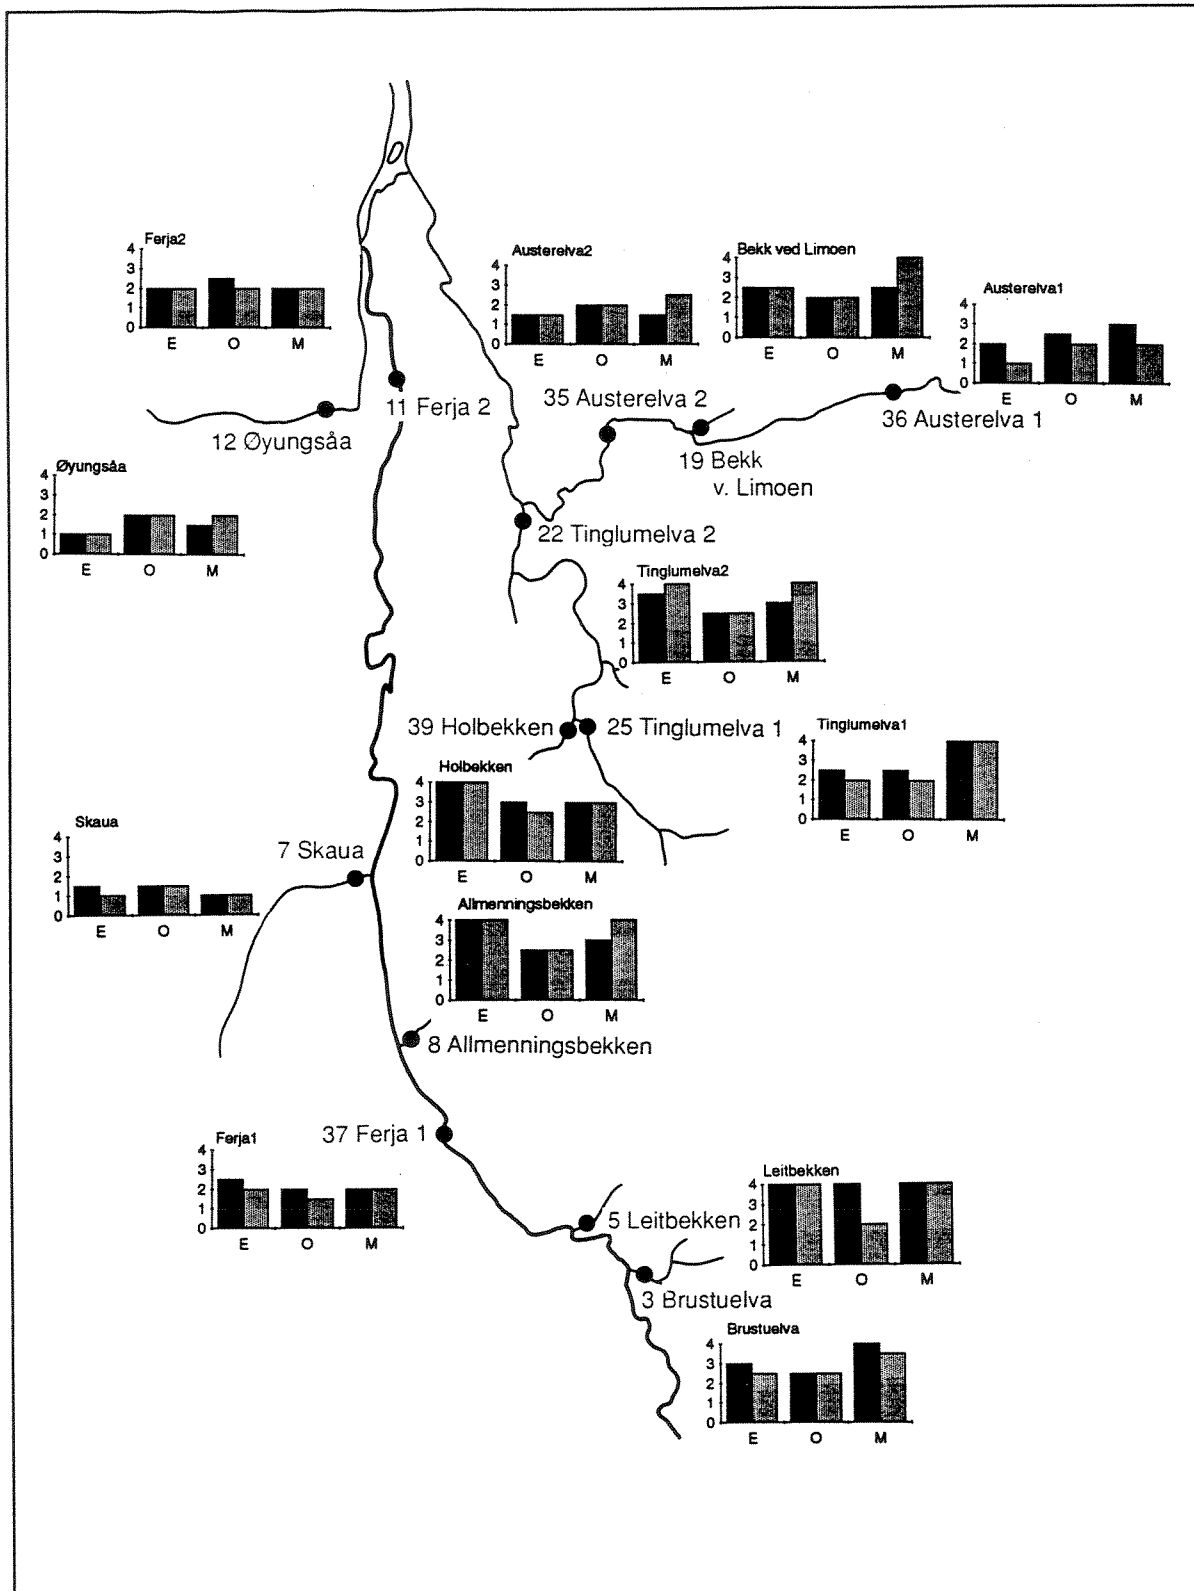 Ferja2
4
3
2
1
0
E O M
Austerelva2
4
3
2
1
0
E O M
Bekk ved Limoen
4
3
2
1
0
E O M
Austerelva1
4
3
2
1
0
E O M
11 Ferja 2
12 Øyungsåa
35 Austerelva 2
36 Austerelva 1
19 Bekk
v. Limoen
Øyungsåa
4
3
2
1
0
E O M
22 Tinglumelva 2
Tinglumelva2
4
3
2
1
0
E O M
39 Holbekken
25 Tinglumelva 1
Tinglumelva1
4
3
2
1
0
E O M
Holbekken
4
3
2
1
0
E O M
Skaua
4
3
2
1
0
E O M
7 Skaua
Allmenningsbekken
4
3
2
1
0
E O M
8 Allmenningsbekken
37 Ferja 1
Ferja1
4
3
2
1
0
E O M
Leitbekken
4
3
2
1
0
E O M
5 Leitbekken
3 Brustuelva
Brustuelva
4
3
2
1
0
E O M